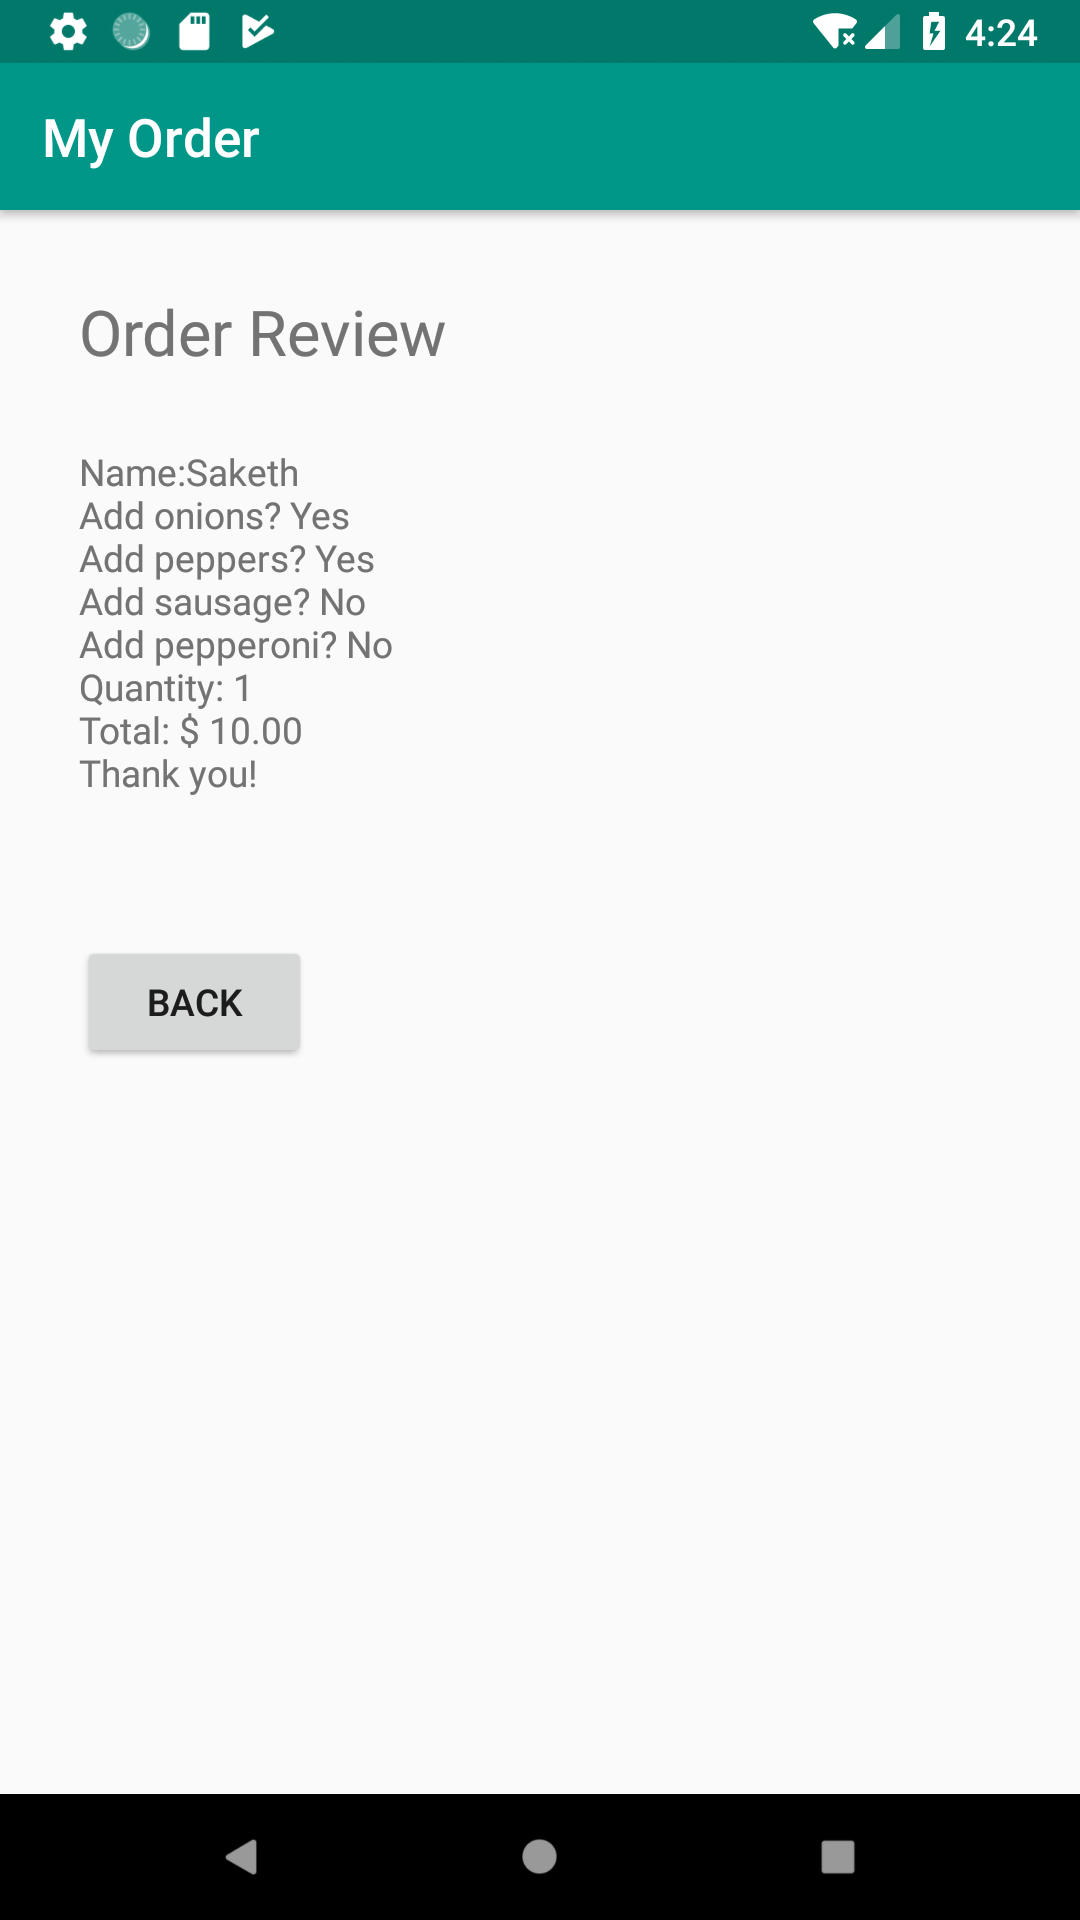 4:24
My Order
Order Review
Name:Saketh
Add onions? Yes
Add peppers? Yes
Add sausage? No
Add pepperoni? No
Quantity: 1
Total: $ 10.00
Thank you!
BACK